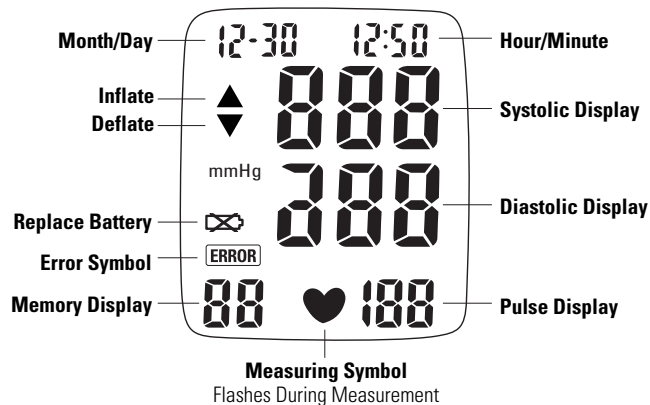 Month/Day 12-30 12:50 Hour/Minute
Inflate
Deflate
888 Systolic Display
mmHg
288 Diastolic Display
Replace Battery
Error Symbol ERROR
Memory Display 88 188 Pulse Display
Measuring Symbol
Flashes During Measurement